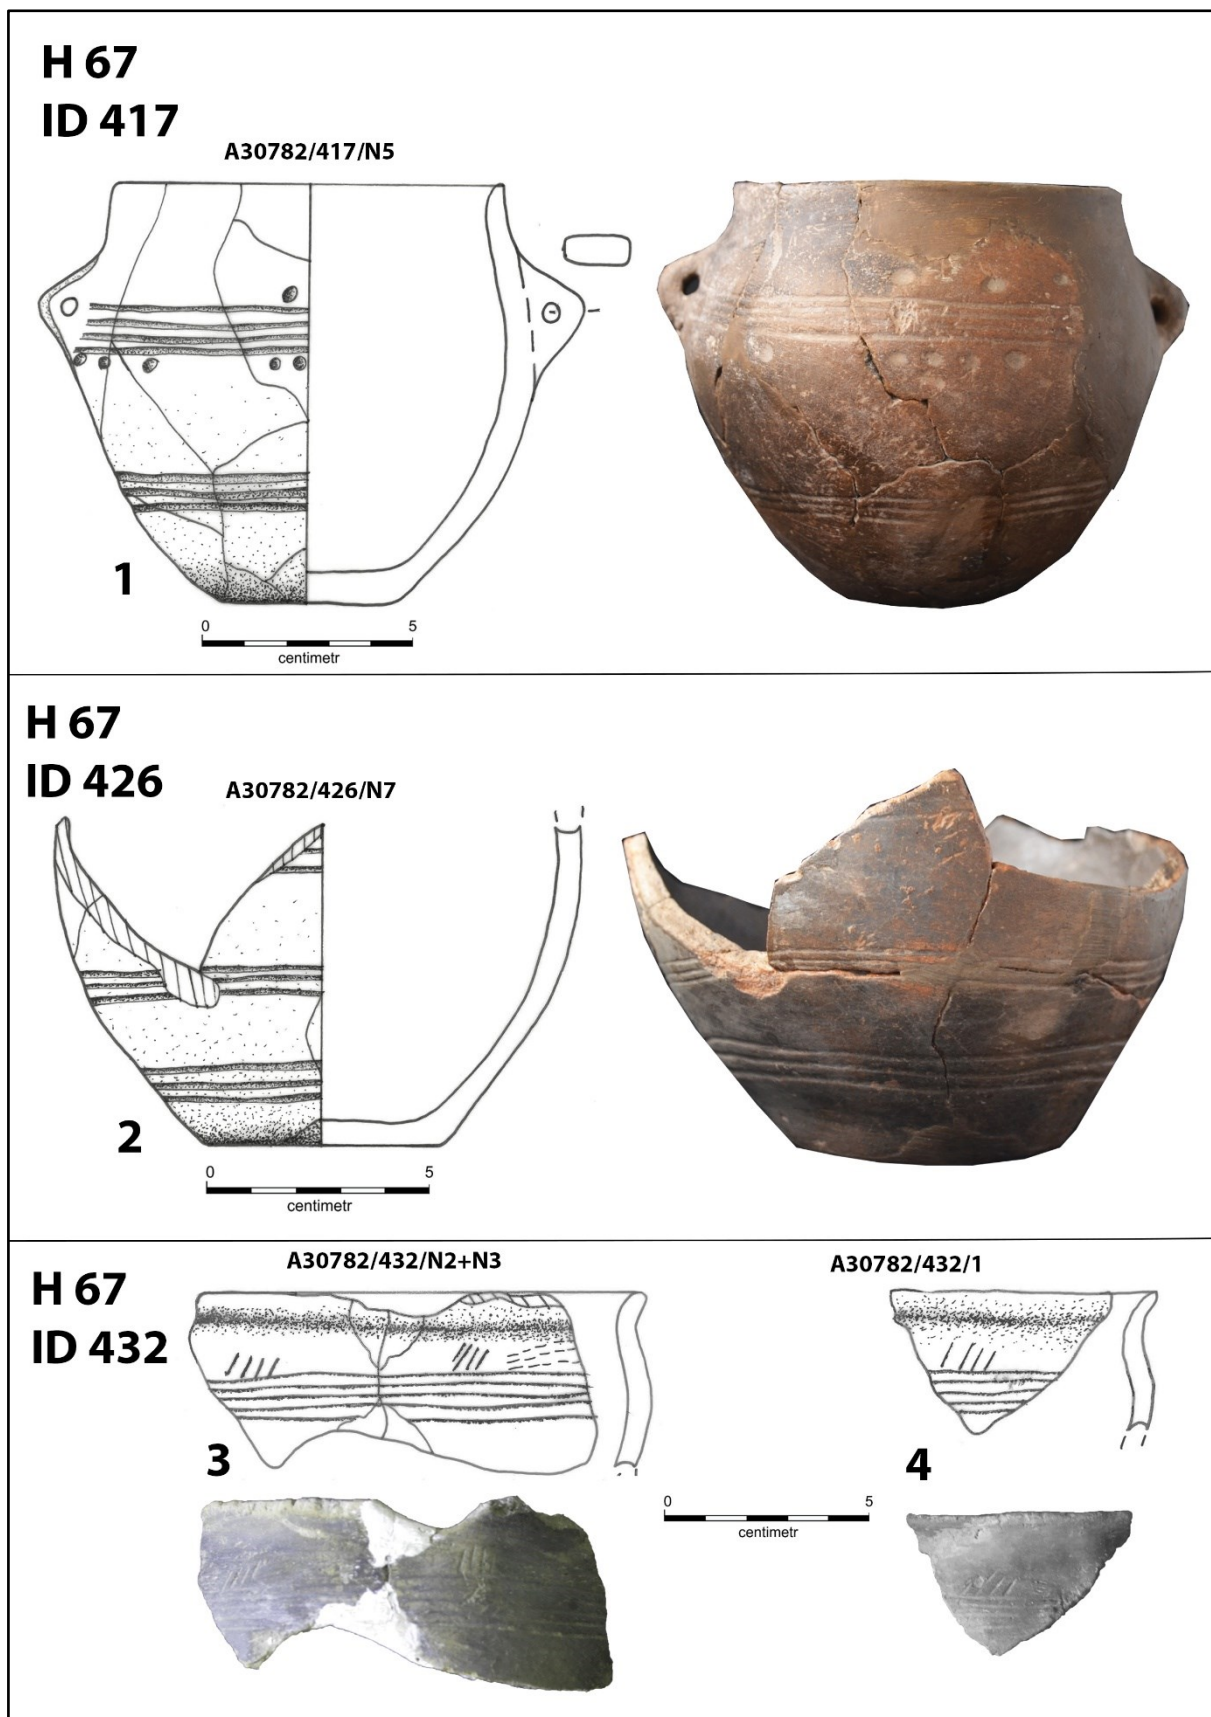 H 67
ID 417
A30782/417/N5
1
0 5
centimetr
H 67
ID 426
A30782/426/N7
2
0 5
centimetr
H 67
ID 432
A30782/432/N2+N3
A30782/432/1
3
4
0 5
centimetr